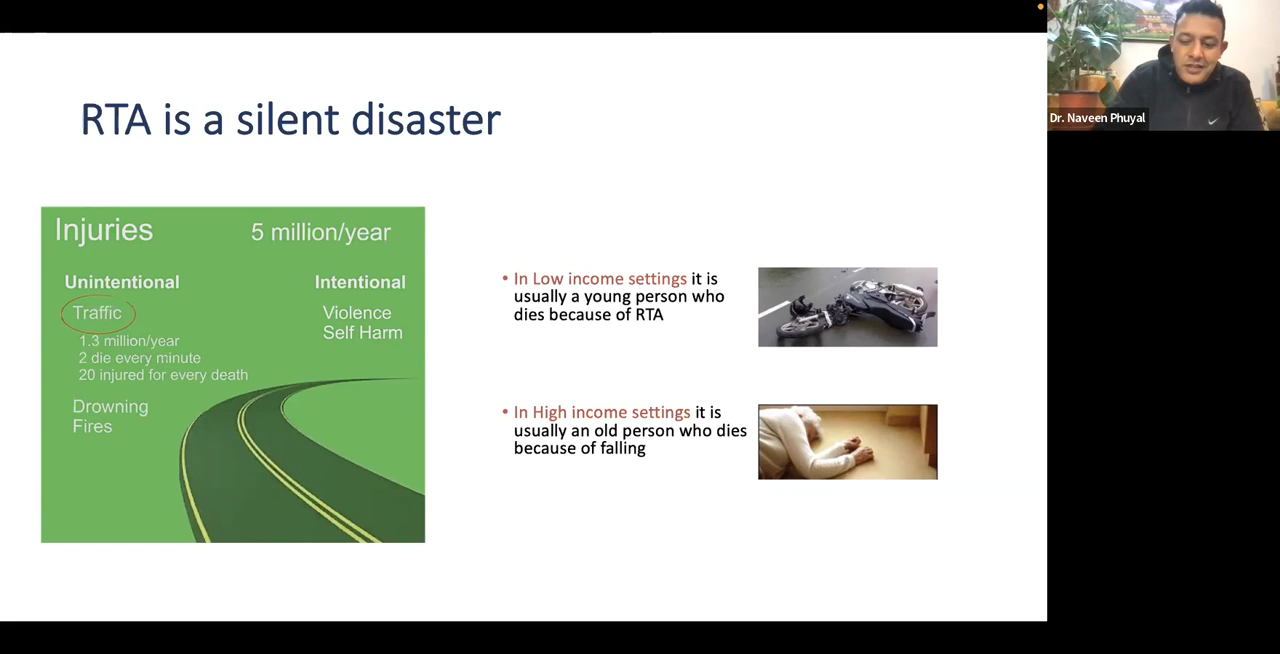 RTA is a silent disaster
Injuries
5 million/year
Unintentional
Traffic
1.3 million/year
2 die every minute
20 injured for every death
Drowning
Fires
Intentional
Violence
Self Harm
• In Low income settings it is
usually a young person who
dies because of RTA
• In High income settings it is
usually an old person who dies
because of falling
Dr. Naveen Phuyal